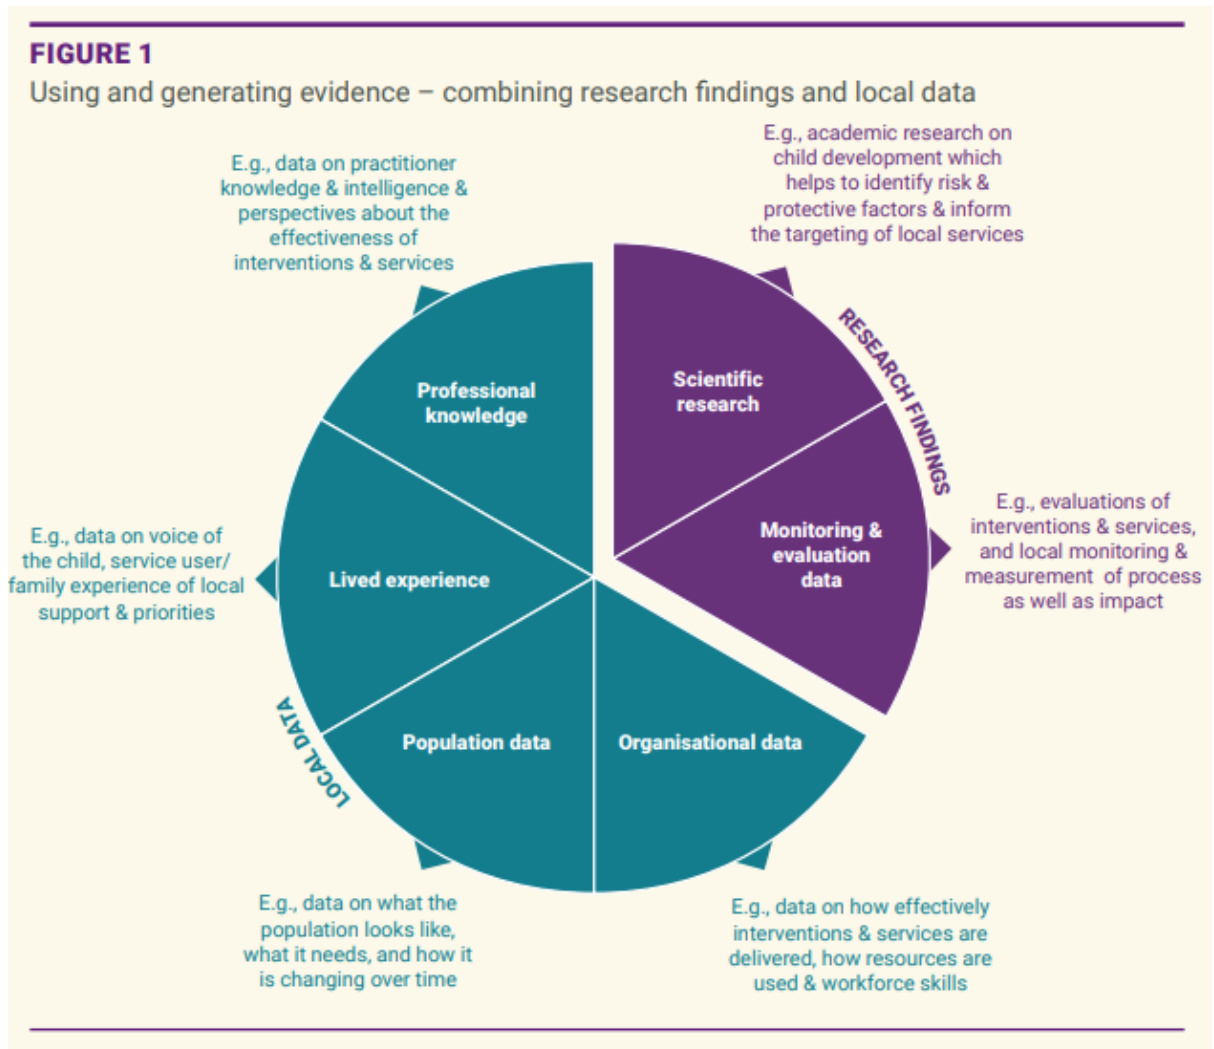 FIGURE 1
Using and generating evidence – combining research findings and local data
E.g., data on practitioner
knowledge & intelligence &
perspectives about the
effectiveness of
interventions & services
E.g., academic research on
child development which
helps to identify risk &
protective factors & inform
the targeting of local services
Professional
knowledge
Scientific
research
RESEARCH FINDINGS
Lived experience
Monitoring &
evaluation
data
E.g., data on voice of
the child, service user/
family experience of local
support & priorities
E.g., evaluations of
interventions & services,
and local monitoring &
measurement of process
as well as impact
Population data
Organisational data
LOCAL DATA
E.g., data on what the
population looks like,
what it needs, and how it
is changing over time
E.g., data on how effectively
interventions & services are
delivered, how resources are
used & workforce skills